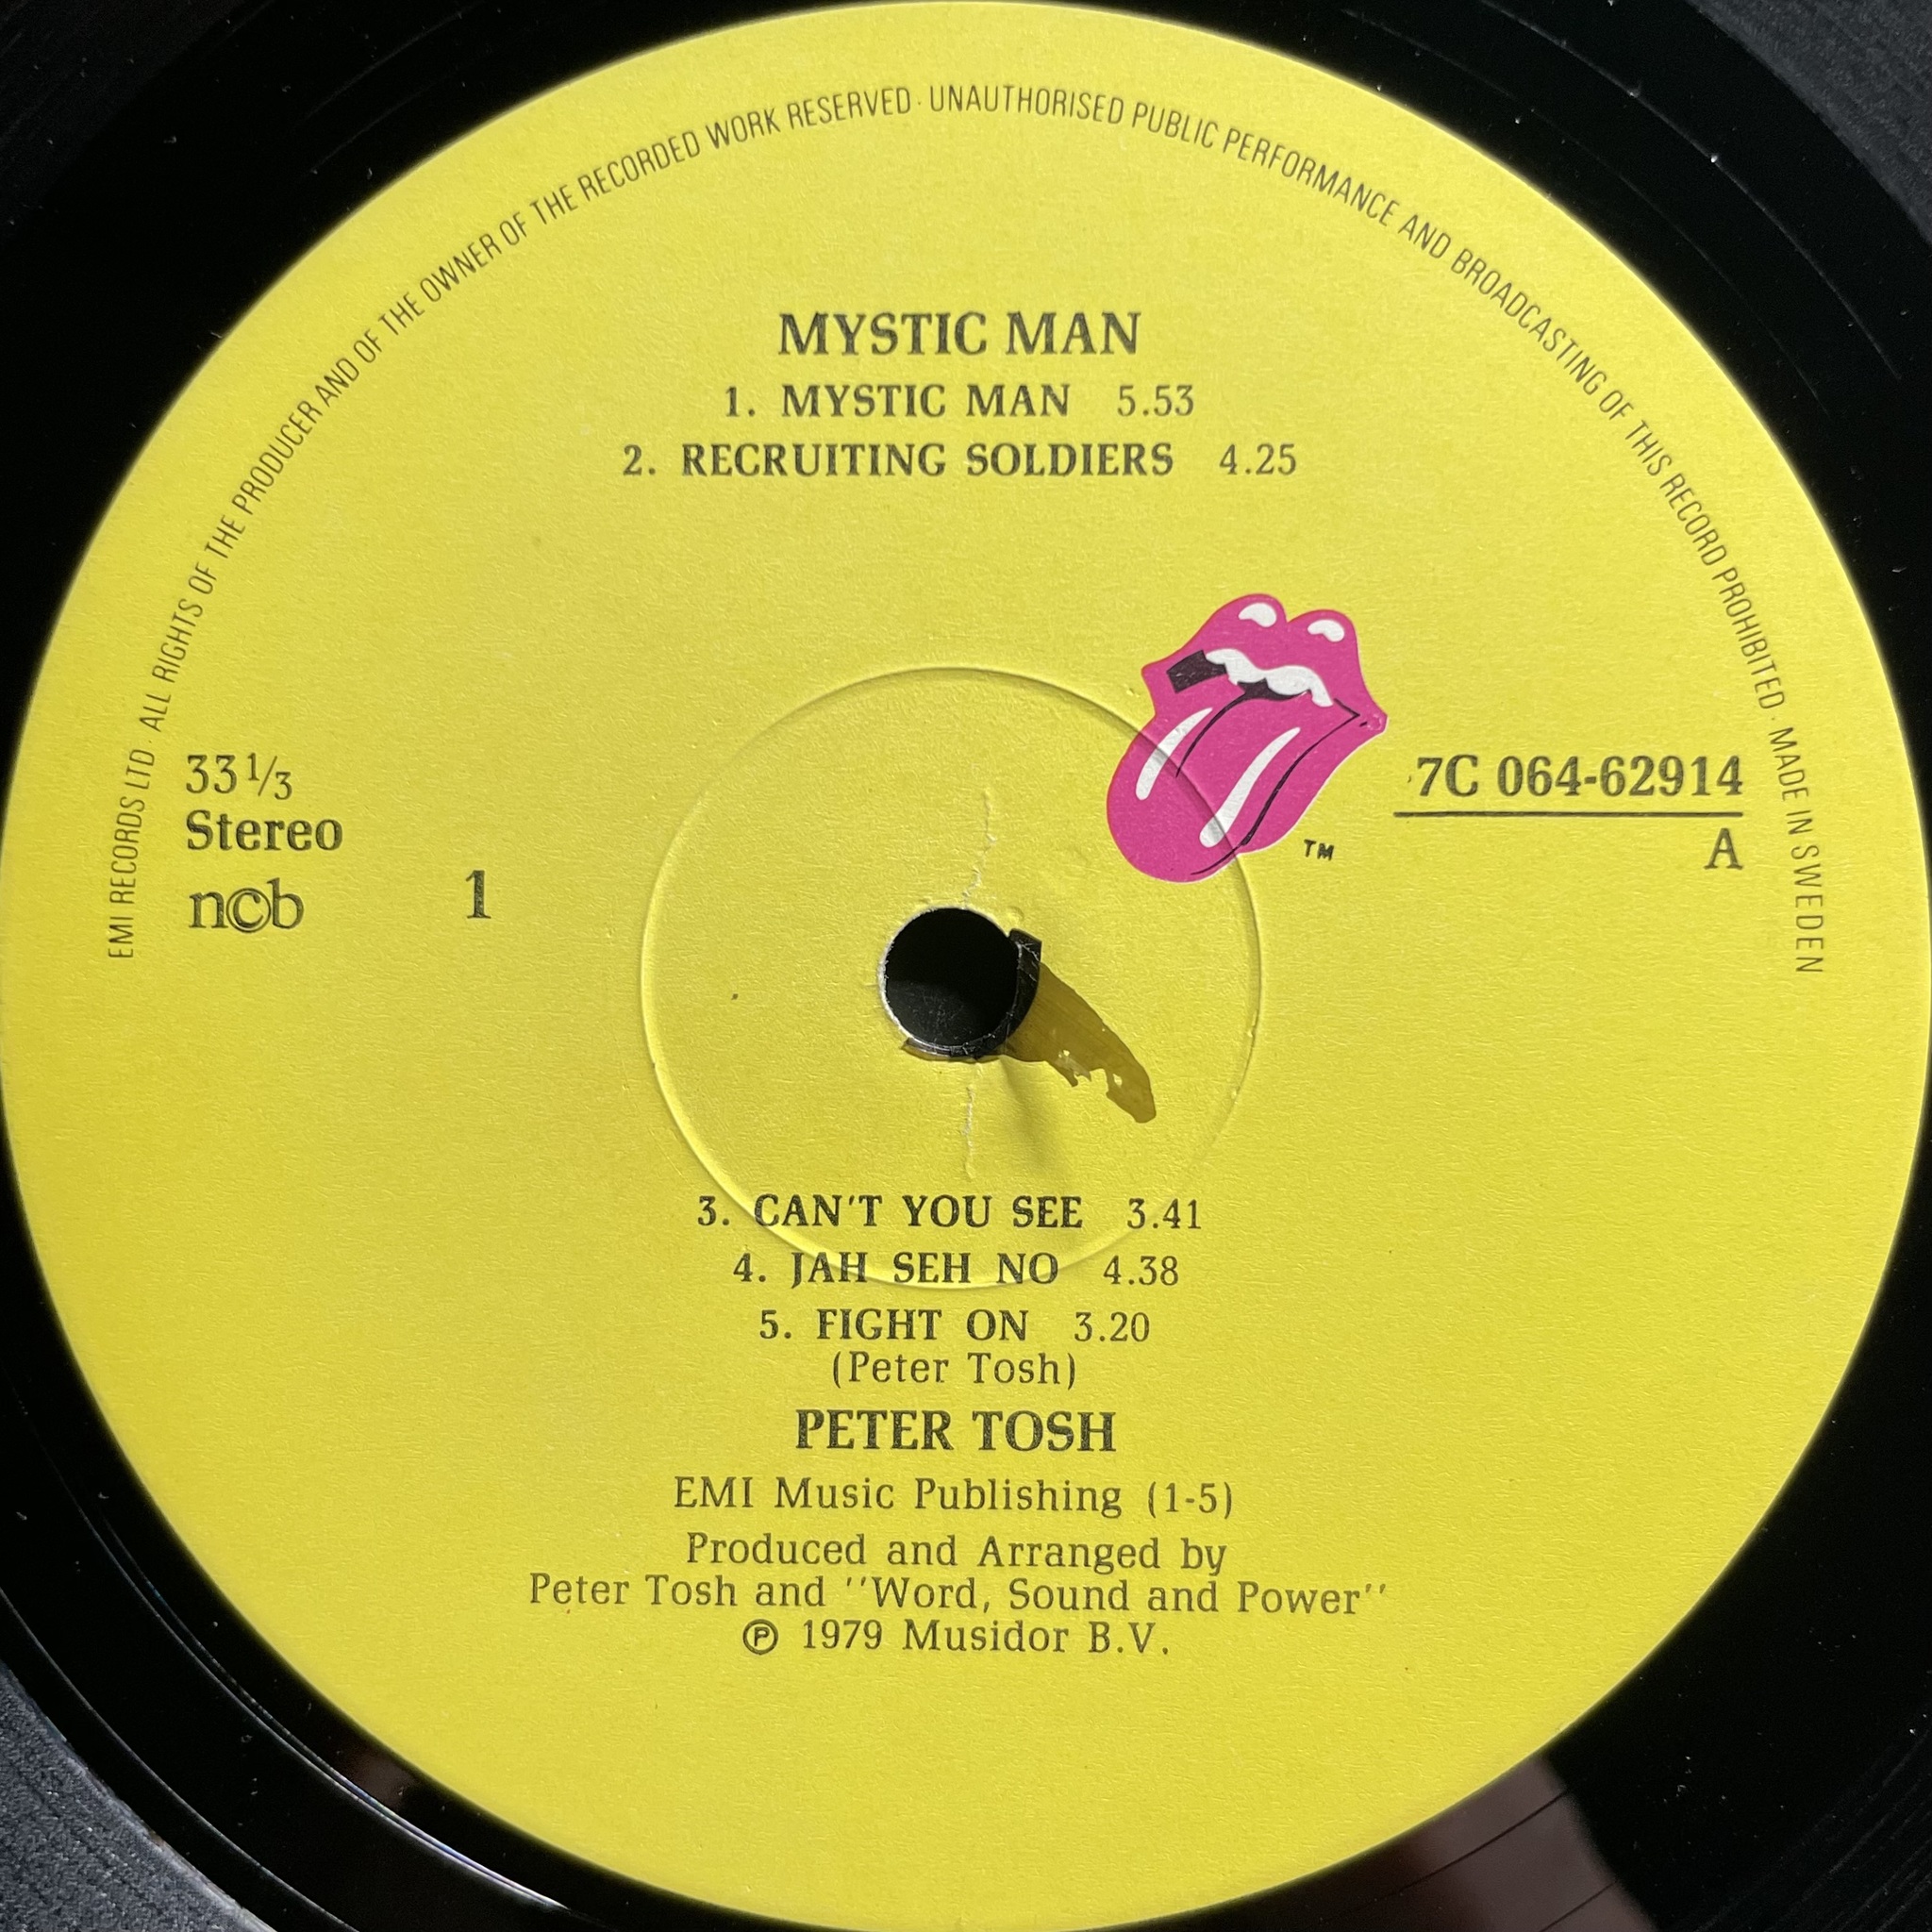 EMI RECORDS LTD · ALL RIGHTS OF THE PRODUCER AND OF THE OWNER OF THE RECORDED WORK RESERVED · UNAUTHORISED PUBLIC PERFORMANCE AND BROADCASTING OF THIS RECORD PROHIBITED · MADE IN SWEDEN
MYSTIC MAN
1. MYSTIC MAN 5.53
2. RECRUITING SOLDIERS 4.25
33 1/3
Stereo
n©b
1
TM
7C 064-62914
A
3. CAN'T YOU SEE 3.41
4. JAH SEH NO 4.38
5. FIGHT ON 3.20
(Peter Tosh)
PETER TOSH
EMI Music Publishing (1-5)
Produced and Arranged by
Peter Tosh and ''Word, Sound and Power''
℗ 1979 Musidor B.V.